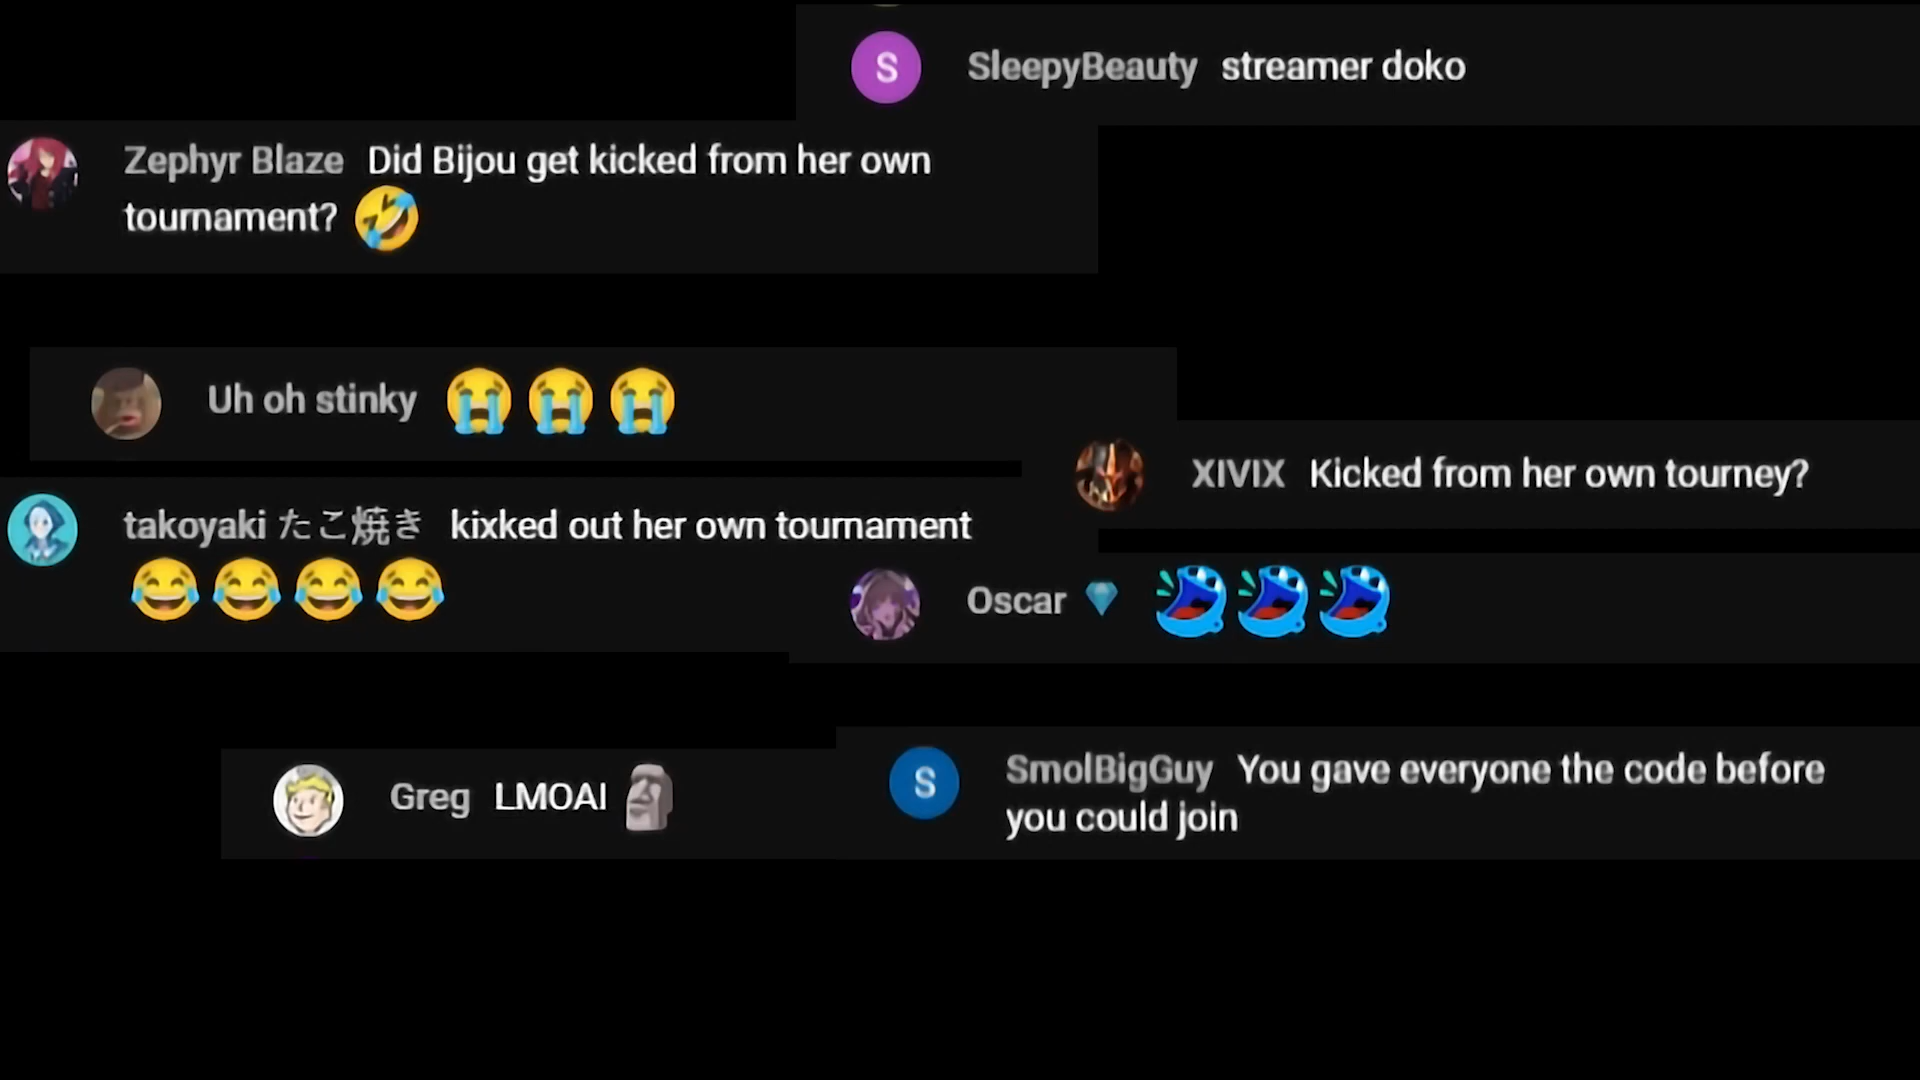 S SleepyBeauty streamer doko
Zephyr Blaze Did Bijou get kicked from her own
tournament? 🤣
Uh oh stinky 😭😭😭
XIVIX Kicked from her own tourney?
takoyaki たこ焼き kixked out her own tournament
😂😂😂😂
Oscar 💎
Greg LMOAI 🗿
S SmolBigGuy You gave everyone the code before
you could join